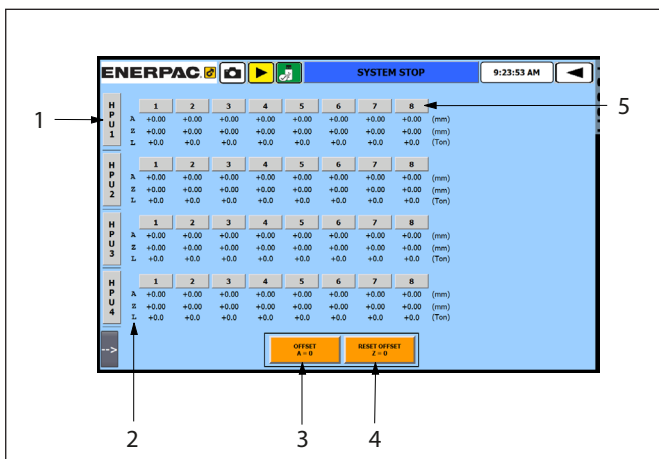 ENERPAC. SYSTEM STOP 9:23:53 AM
HPU1 1 2 3 4 5 6 7 8
A +0.00 +0.00 +0.00 +0.00 +0.00 +0.00 +0.00 +0.00 (mm)
Z +0.00 +0.00 +0.00 +0.00 +0.00 +0.00 +0.00 +0.00 (mm)
L +0.0 +0.0 +0.0 +0.0 +0.0 +0.0 +0.0 +0.0 (Ton)
HPU2 1 2 3 4 5 6 7 8
A +0.00 +0.00 +0.00 +0.00 +0.00 +0.00 +0.00 +0.00 (mm)
Z +0.00 +0.00 +0.00 +0.00 +0.00 +0.00 +0.00 +0.00 (mm)
L +0.0 +0.0 +0.0 +0.0 +0.0 +0.0 +0.0 +0.0 (Ton)
HPU3 1 2 3 4 5 6 7 8
A +0.00 +0.00 +0.00 +0.00 +0.00 +0.00 +0.00 +0.00 (mm)
Z +0.00 +0.00 +0.00 +0.00 +0.00 +0.00 +0.00 +0.00 (mm)
L +0.0 +0.0 +0.0 +0.0 +0.0 +0.0 +0.0 +0.0 (Ton)
HPU4 1 2 3 4 5 6 7 8
A +0.00 +0.00 +0.00 +0.00 +0.00 +0.00 +0.00 +0.00 (mm)
Z +0.00 +0.00 +0.00 +0.00 +0.00 +0.00 +0.00 +0.00 (mm)
L +0.0 +0.0 +0.0 +0.0 +0.0 +0.0 +0.0 +0.0 (Ton)
-->
OFFSET
A = 0
RESET OFFSET
Z = 0
1
5
2
3
4